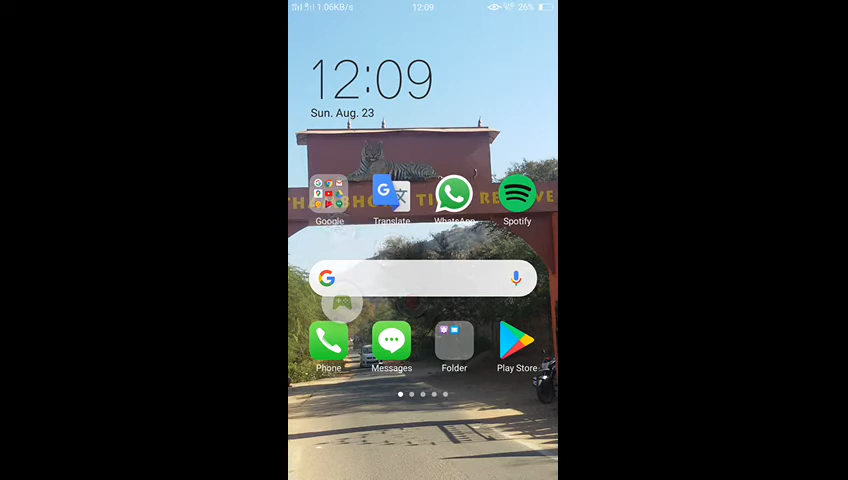 1.06KB/s
12:09
26%
12:09
Sun. Aug. 23
Google
Translate
WhatsApp
Spotify
Phone
Messages
Folder
Play Store